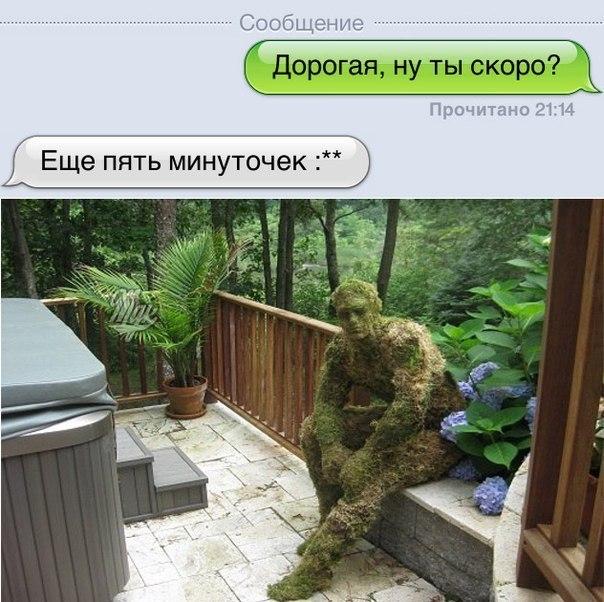 Сообщение
Дорогая, ну ты скоро?
Прочитано 21:14
Еще пять минуточек :**